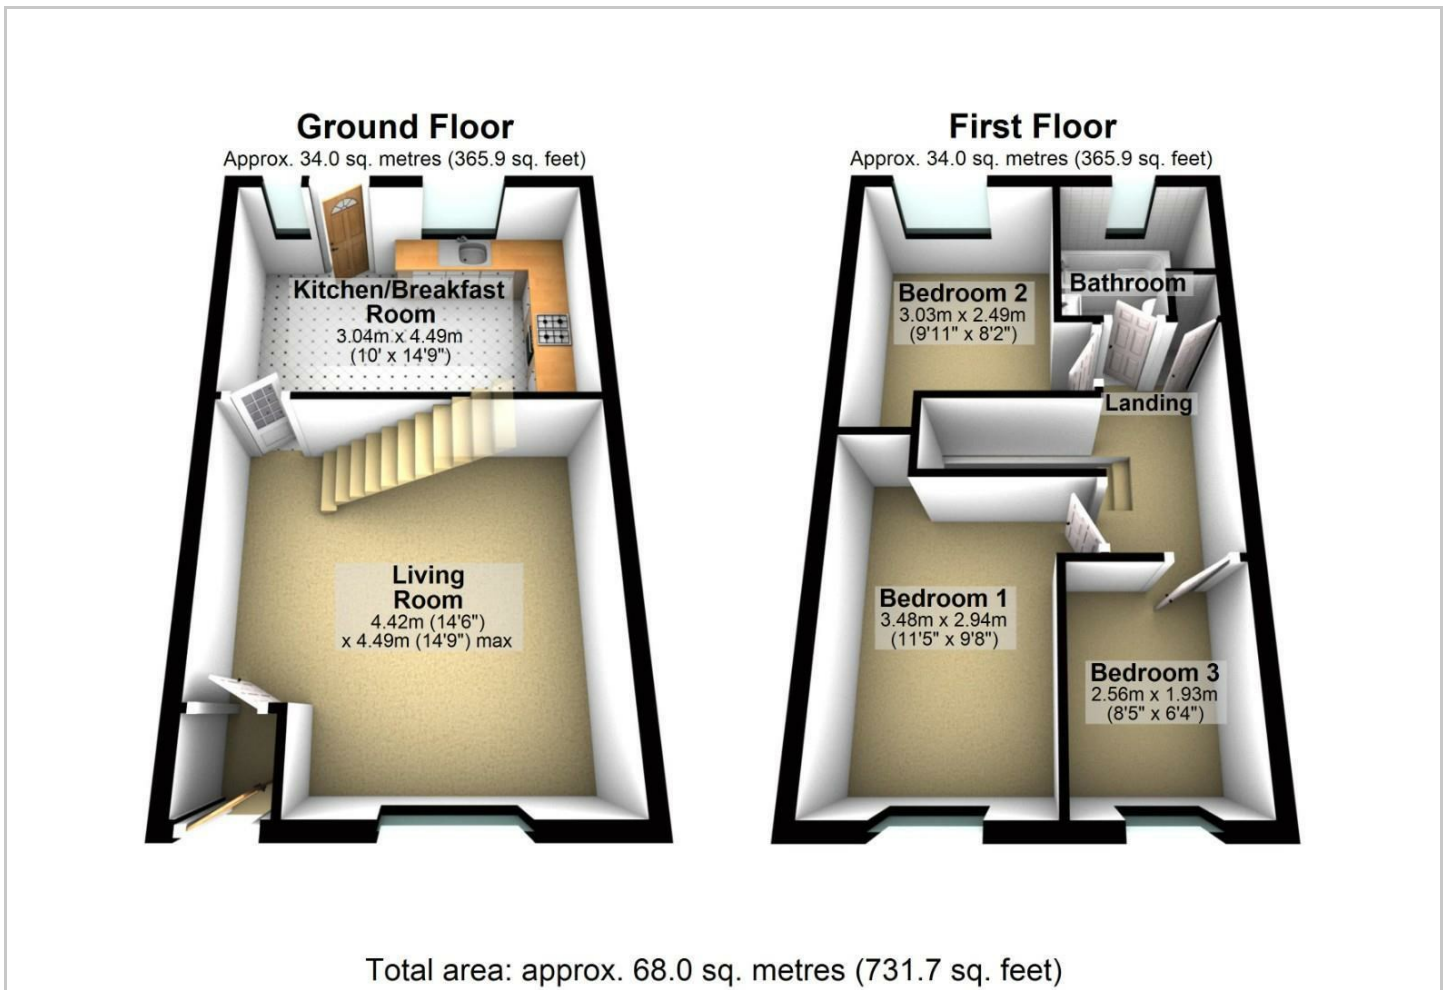 Ground Floor
Approx. 34.0 sq. metres (365.9 sq. feet)
Kitchen/Breakfast
Room
3.04m x 4.49m
(10' x 14'9")
Living
Room
4.42m (14'6")
x 4.49m (14'9") max
First Floor
Approx. 34.0 sq. metres (365.9 sq. feet)
Bedroom 2
3.03m x 2.49m
(9'11" x 8'2")
Bathroom
Landing
Bedroom 1
3.48m x 2.94m
(11'5" x 9'8")
Bedroom 3
2.56m x 1.93m
(8'5" x 6'4")
Total area: approx. 68.0 sq. metres (731.7 sq. feet)